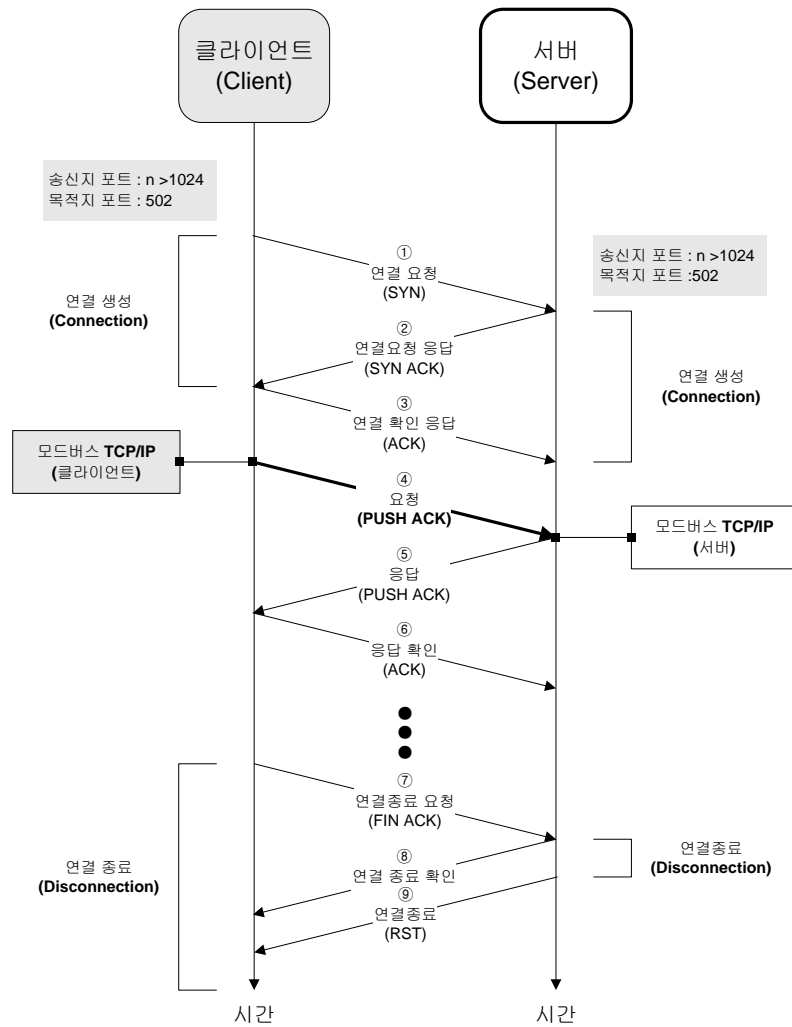 클라이언트
(Client)
서버
(Server)
송신지 포트 : n >1024
목적지 포트 : 502
송신지 포트 : n >1024
목적지 포트 :502
①
연결 요청
(SYN)
연결 생성
(Connection)
②
연결요청 응답
(SYN ACK)
연결 생성
(Connection)
③
연결 확인 응답
(ACK)
모드버스 TCP/IP
(클라이언트)
④
요청
(PUSH ACK)
모드버스 TCP/IP
(서버)
⑤
응답
(PUSH ACK)
⑥
응답 확인
(ACK)
⑦
연결종료 요청
(FIN ACK)
연결 종료
(Disconnection)
⑧
연결 종료 확인
연결종료
(Disconnection)
⑨
연결종료
(RST)
시간
시간